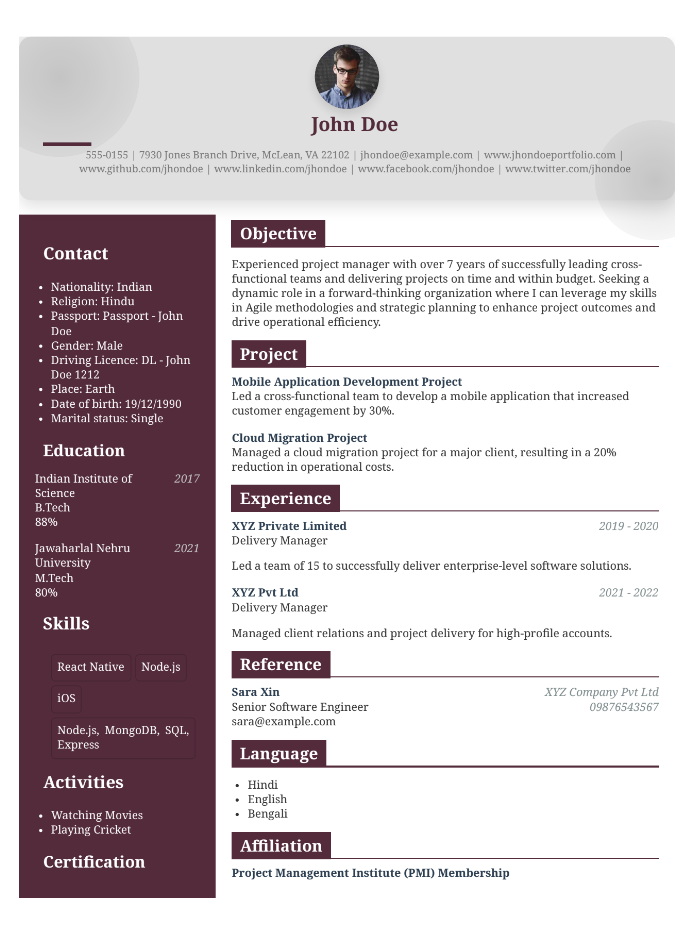 John Doe
555-0155 | 7930 Jones Branch Drive, McLean, VA 22102 | jhondoe@example.com | www.jhondoeportfolio.com |
www.github.com/jhondoe | www.linkedin.com/jhondoe | www.facebook.com/jhondoe | www.twitter.com/jhondoe
Contact
• Nationality: Indian
• Religion: Hindu
• Passport: Passport - John
Doe
• Gender: Male
• Driving Licence: DL - John
Doe 1212
• Place: Earth
• Date of birth: 19/12/1990
• Marital status: Single
Education
Indian Institute of 2017
Science
B.Tech
88%
Jawaharlal Nehru 2021
University
M.Tech
80%
Skills
React Native Node.js
iOS
Node.js, MongoDB, SQL,
Express
Activities
• Watching Movies
• Playing Cricket
Certification
Objective
Experienced project manager with over 7 years of successfully leading cross-
functional teams and delivering projects on time and within budget. Seeking a
dynamic role in a forward-thinking organization where I can leverage my skills
in Agile methodologies and strategic planning to enhance project outcomes and
drive operational efficiency.
Project
Mobile Application Development Project
Led a cross-functional team to develop a mobile application that increased
customer engagement by 30%.
Cloud Migration Project
Managed a cloud migration project for a major client, resulting in a 20%
reduction in operational costs.
Experience
XYZ Private Limited 2019 - 2020
Delivery Manager
Led a team of 15 to successfully deliver enterprise-level software solutions.
XYZ Pvt Ltd 2021 - 2022
Delivery Manager
Managed client relations and project delivery for high-profile accounts.
Reference
Sara Xin XYZ Company Pvt Ltd
Senior Software Engineer 09876543567
sara@example.com
Language
• Hindi
• English
• Bengali
Affiliation
Project Management Institute (PMI) Membership